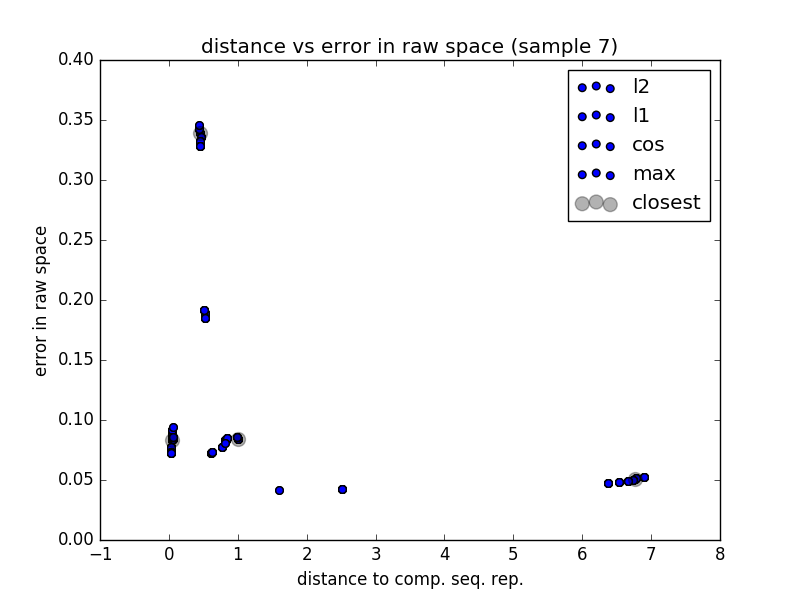 distance vs error in raw space (sample 7)
0.40
0.35
0.30
0.25
0.20
0.15
0.10
0.05
0.00
error in raw space
l2
l1
cos
max
closest
−1 0 1 2 3 4 5 6 7 8
distance to comp. seq. rep.